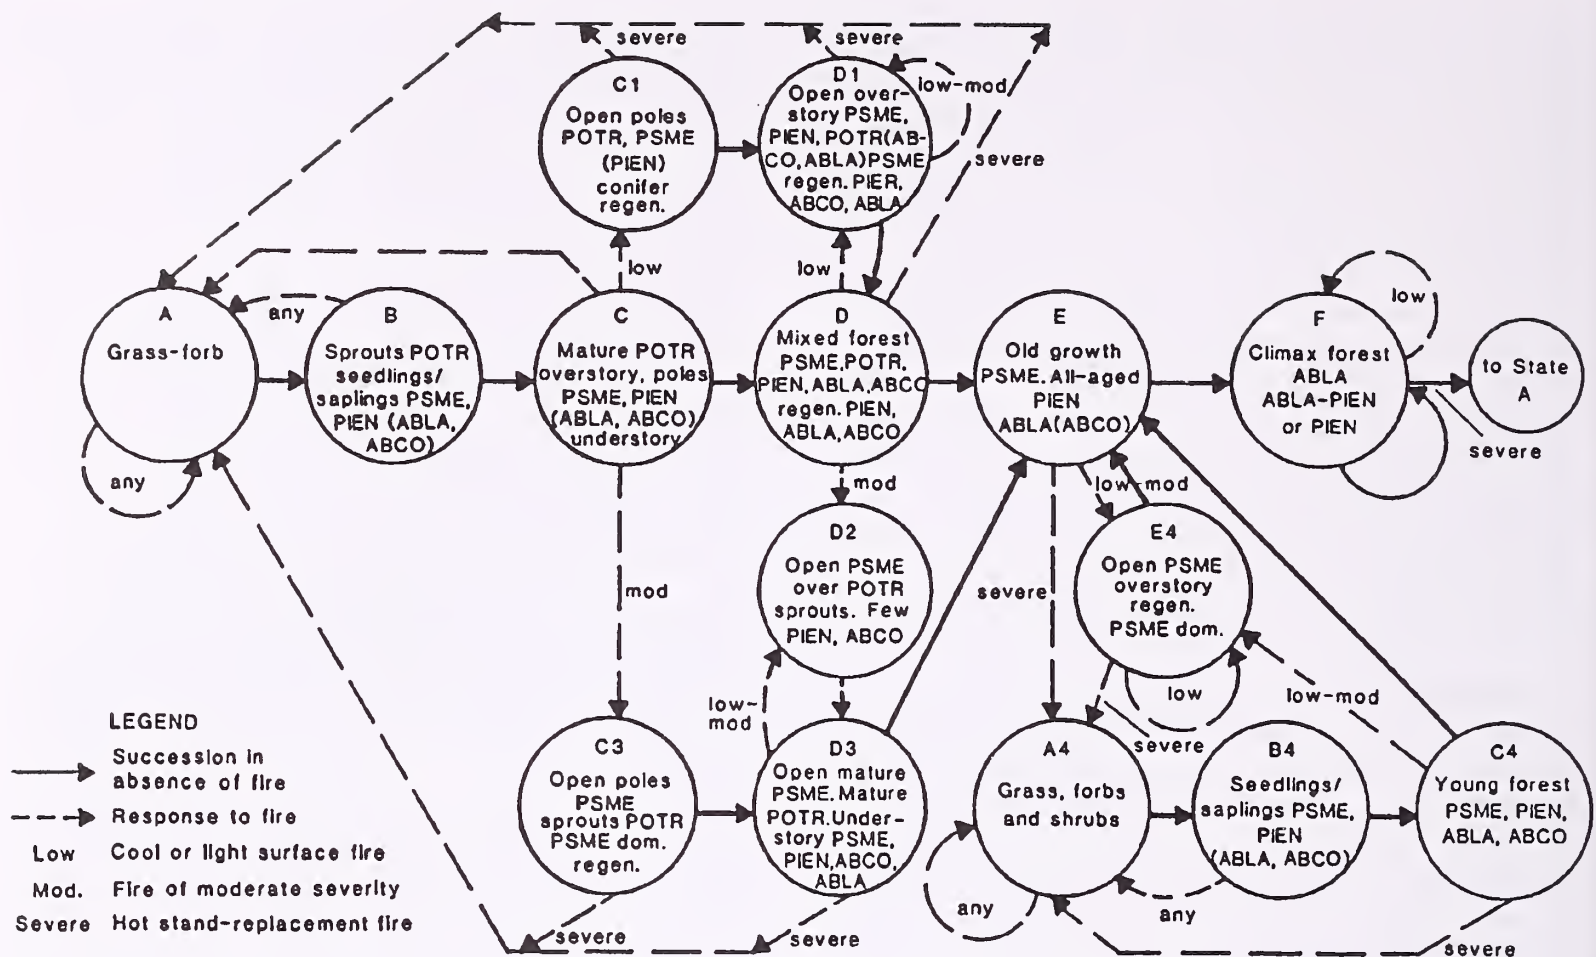 severe
severe
C1
Open poles
POTR, PSME
(PIEN)
conifer
regen.
D1
Open over-
story PSME,
PIEN, POTR(AB-
CO, ABLA)PSME
regen. PIER,
ABCO, ABLA
low-mod
severe
low
low
A
Grass-forb
any
any
B
Sprouts POTR
seedlings/
saplings PSME,
PIEN (ABLA,
ABCO)
C
Mature POTR
overstory, poles
PSME, PIEN
(ABLA, ABCO)
understory
D
Mixed forest
PSME, POTR,
PIEN, ABLA, ABCO
regen. PIEN,
ABLA, ABCO
E
Old growth
PSME. All-aged
PIEN
ABLA(ABCO)
F
Climax forest
ABLA
ABLA-PIEN
or PIEN
low
to State
A
severe
mod
mod
low-mod
severe
D2
Open PSME
over POTR
sprouts. Few
PIEN, ABCO
E4
Open PSME
overstory
regen.
PSME dom.
low
severe
low-mod
low-
mod
C3
Open poles
PSME
sprouts POTR
PSME dom.
regen.
D3
Open mature
PSME. Mature
POTR. Under-
story PSME,
PIEN, ABCO,
ABLA
A4
Grass, forbs
and shrubs
B4
Seedlings/
saplings PSME,
PIEN
(ABLA, ABCO)
C4
Young forest
PSME, PIEN,
ABLA, ABCO
any
any
severe
severe
severe
LEGEND
Succession in
absence of fire
Response to fire
Low Cool or light surface fire
Mod. Fire of moderate severity
Severe Hot stand-replacement fire